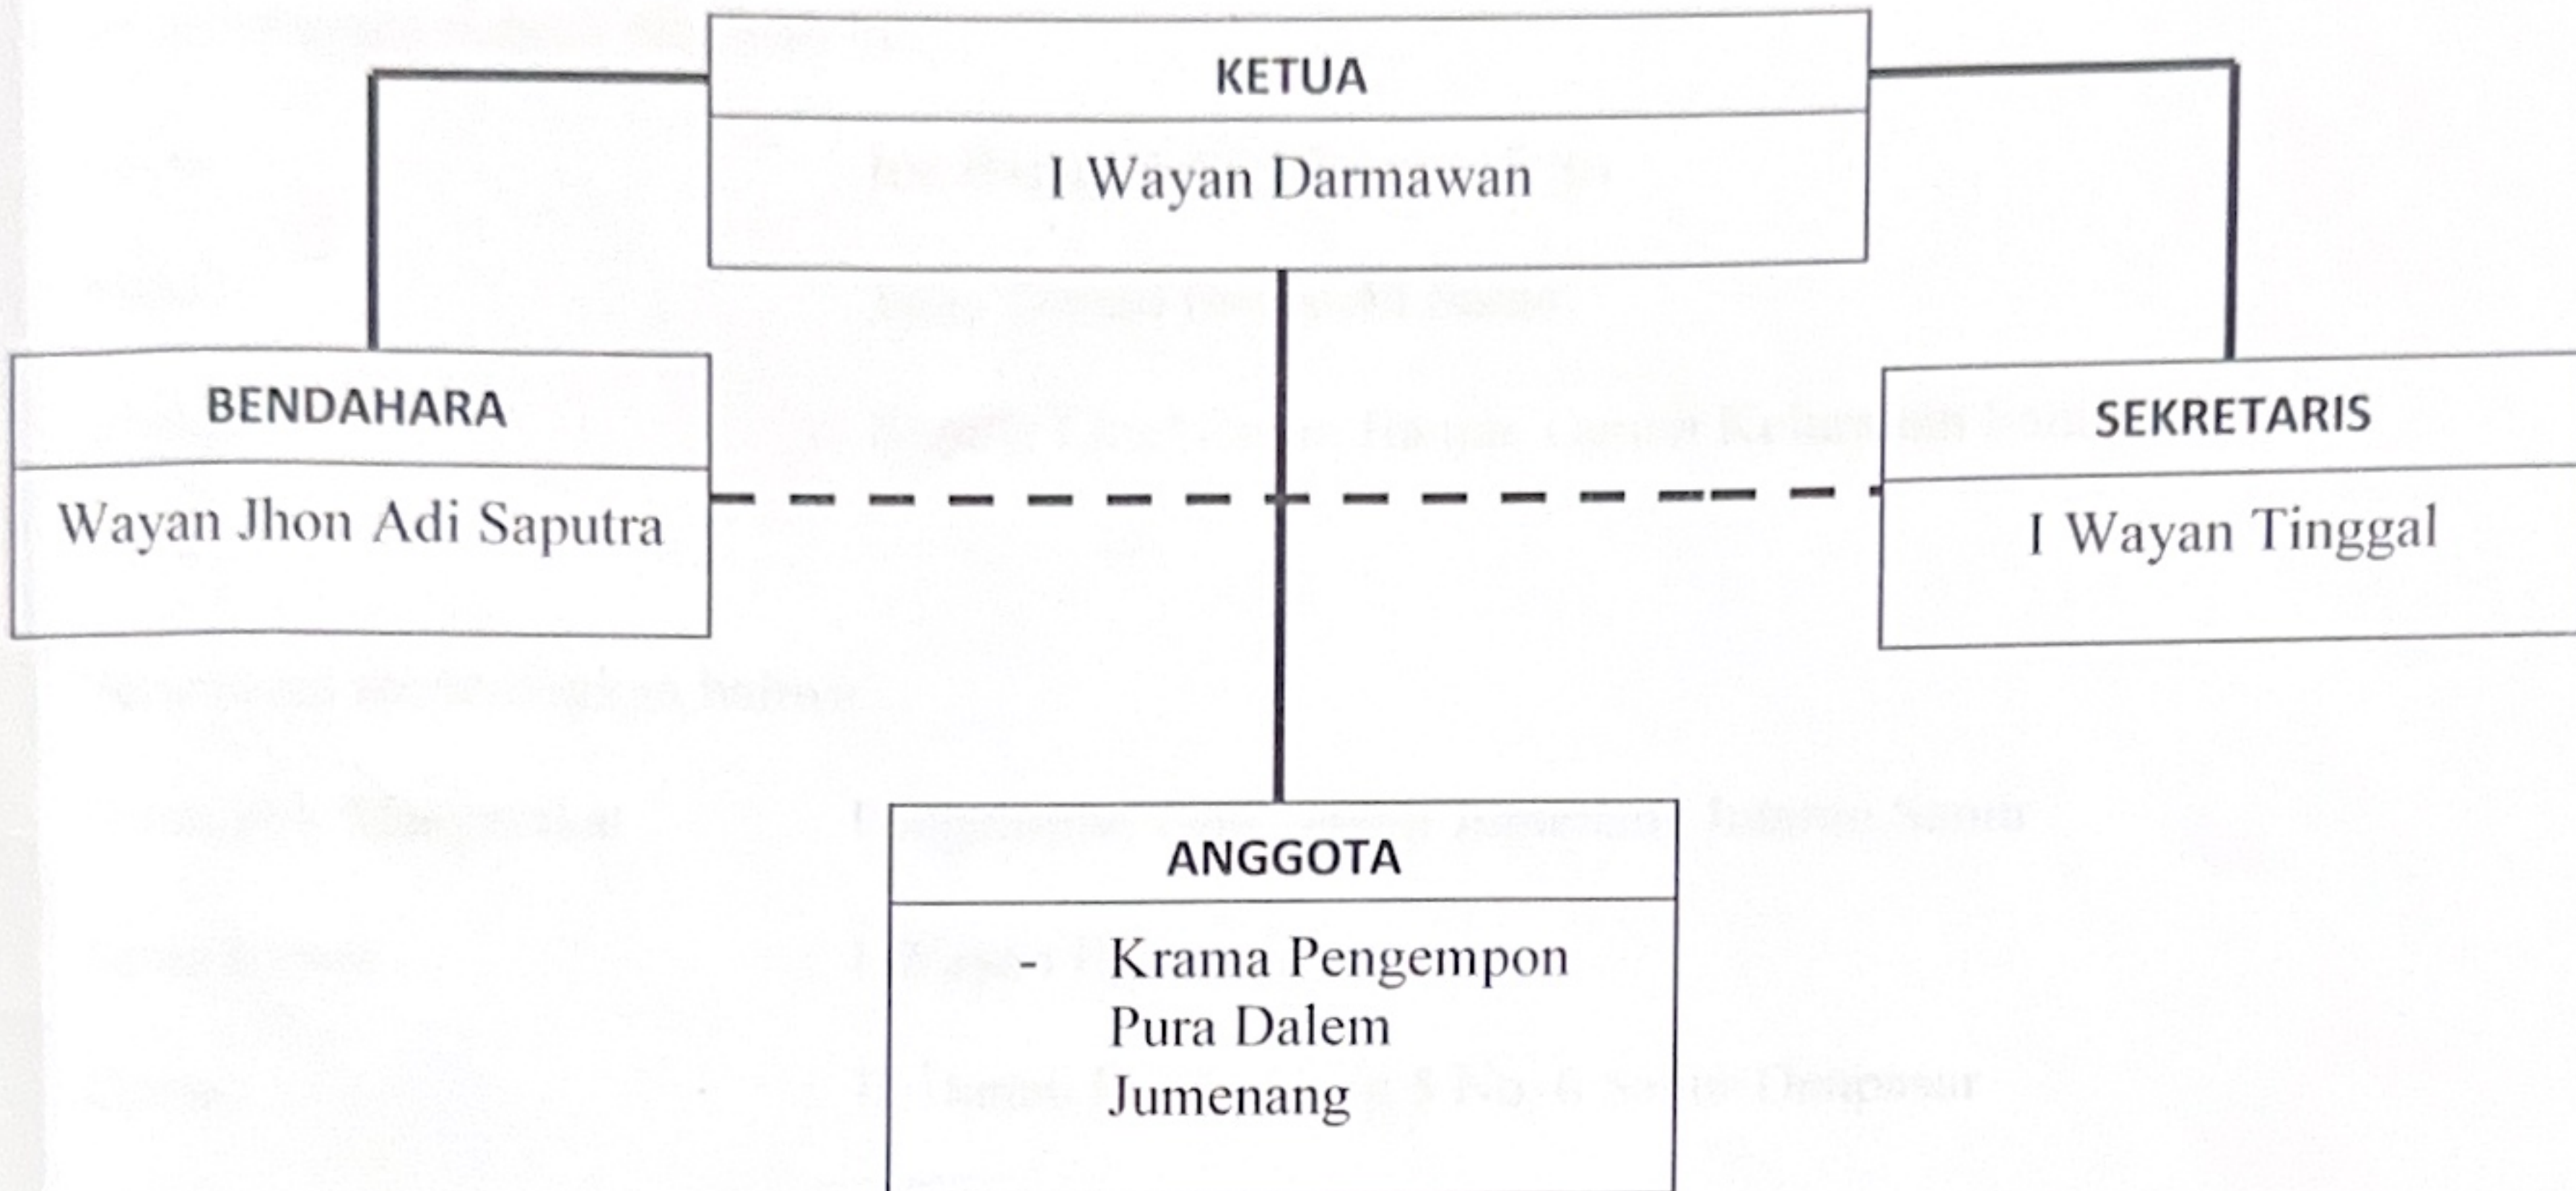 KETUA
I Wayan Darmawan
BENDAHARA
Wayan Jhon Adi Saputra
SEKRETARIS
I Wayan Tinggal
ANGGOTA
- Krama Pengempon
Pura Dalem
Jumenang